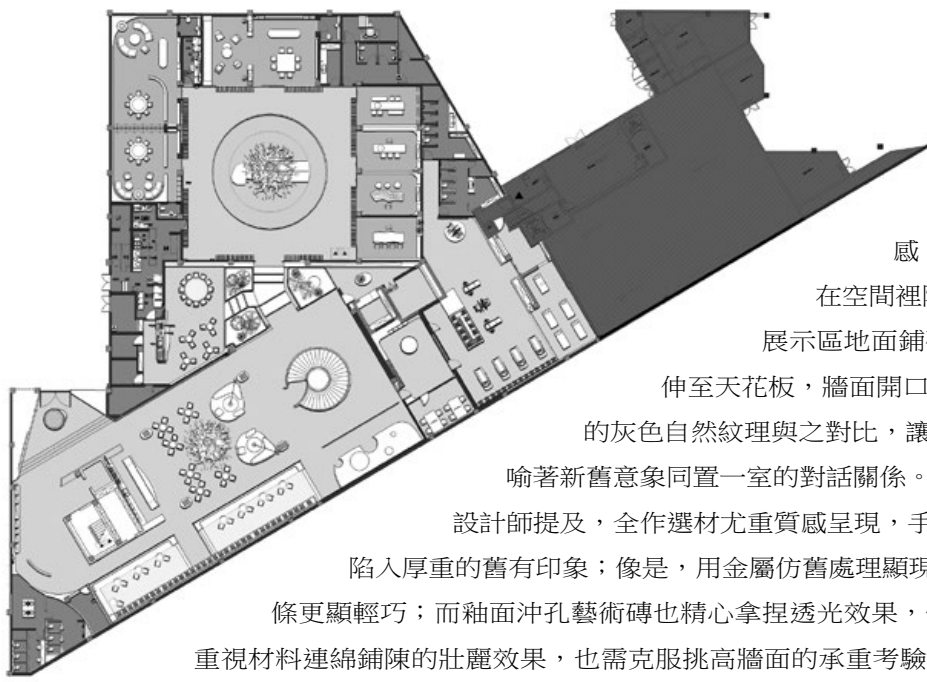 感
在空間裡
展示區地面鋪
伸至天花板，牆面開口
的灰色自然紋理與之對比，讓
喻著新舊意象同置一室的對話關係。
設計師提及，全作選材尤重質感呈現，手
陷入厚重的舊有印象；像是，用金屬仿舊處理顯現
條更顯輕巧；而釉面沖孔藝術磚也精心拿捏透光效果，
重視材料連綿鋪陳的壯麗效果，也需克服挑高牆面的承重考驗